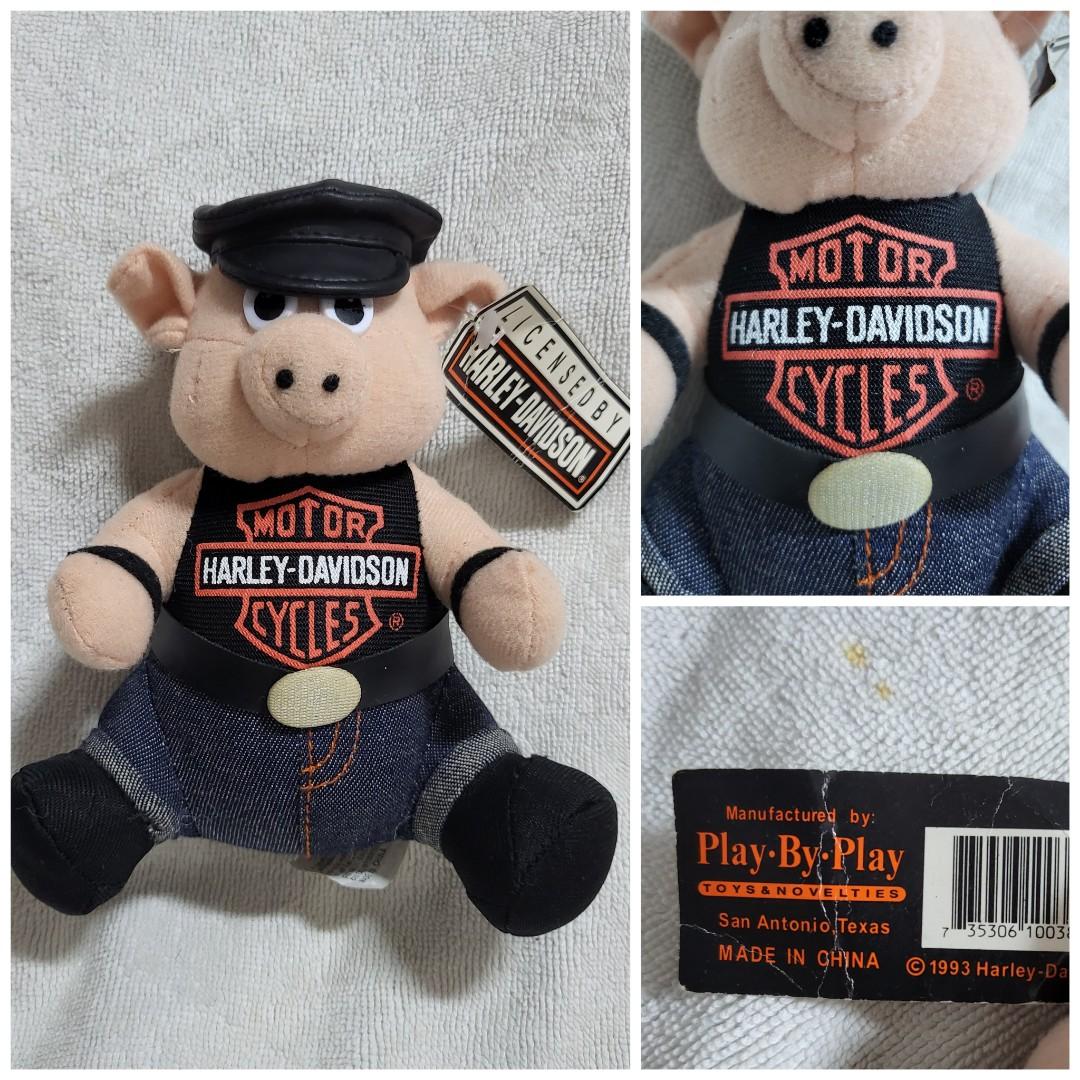 LICENSED BY
HARLEY-DAVIDSON
®
MOTOR
HARLEY-DAVIDSON
CYCLES ®
MOTOR
HARLEY-DAVIDSON
CYCLES ®
Manufactured by:
Play·By·Play
TOYS & NOVELTIES
San Antonio, Texas
MADE IN CHINA
7 35306 1003
© 1993 Harley-Da